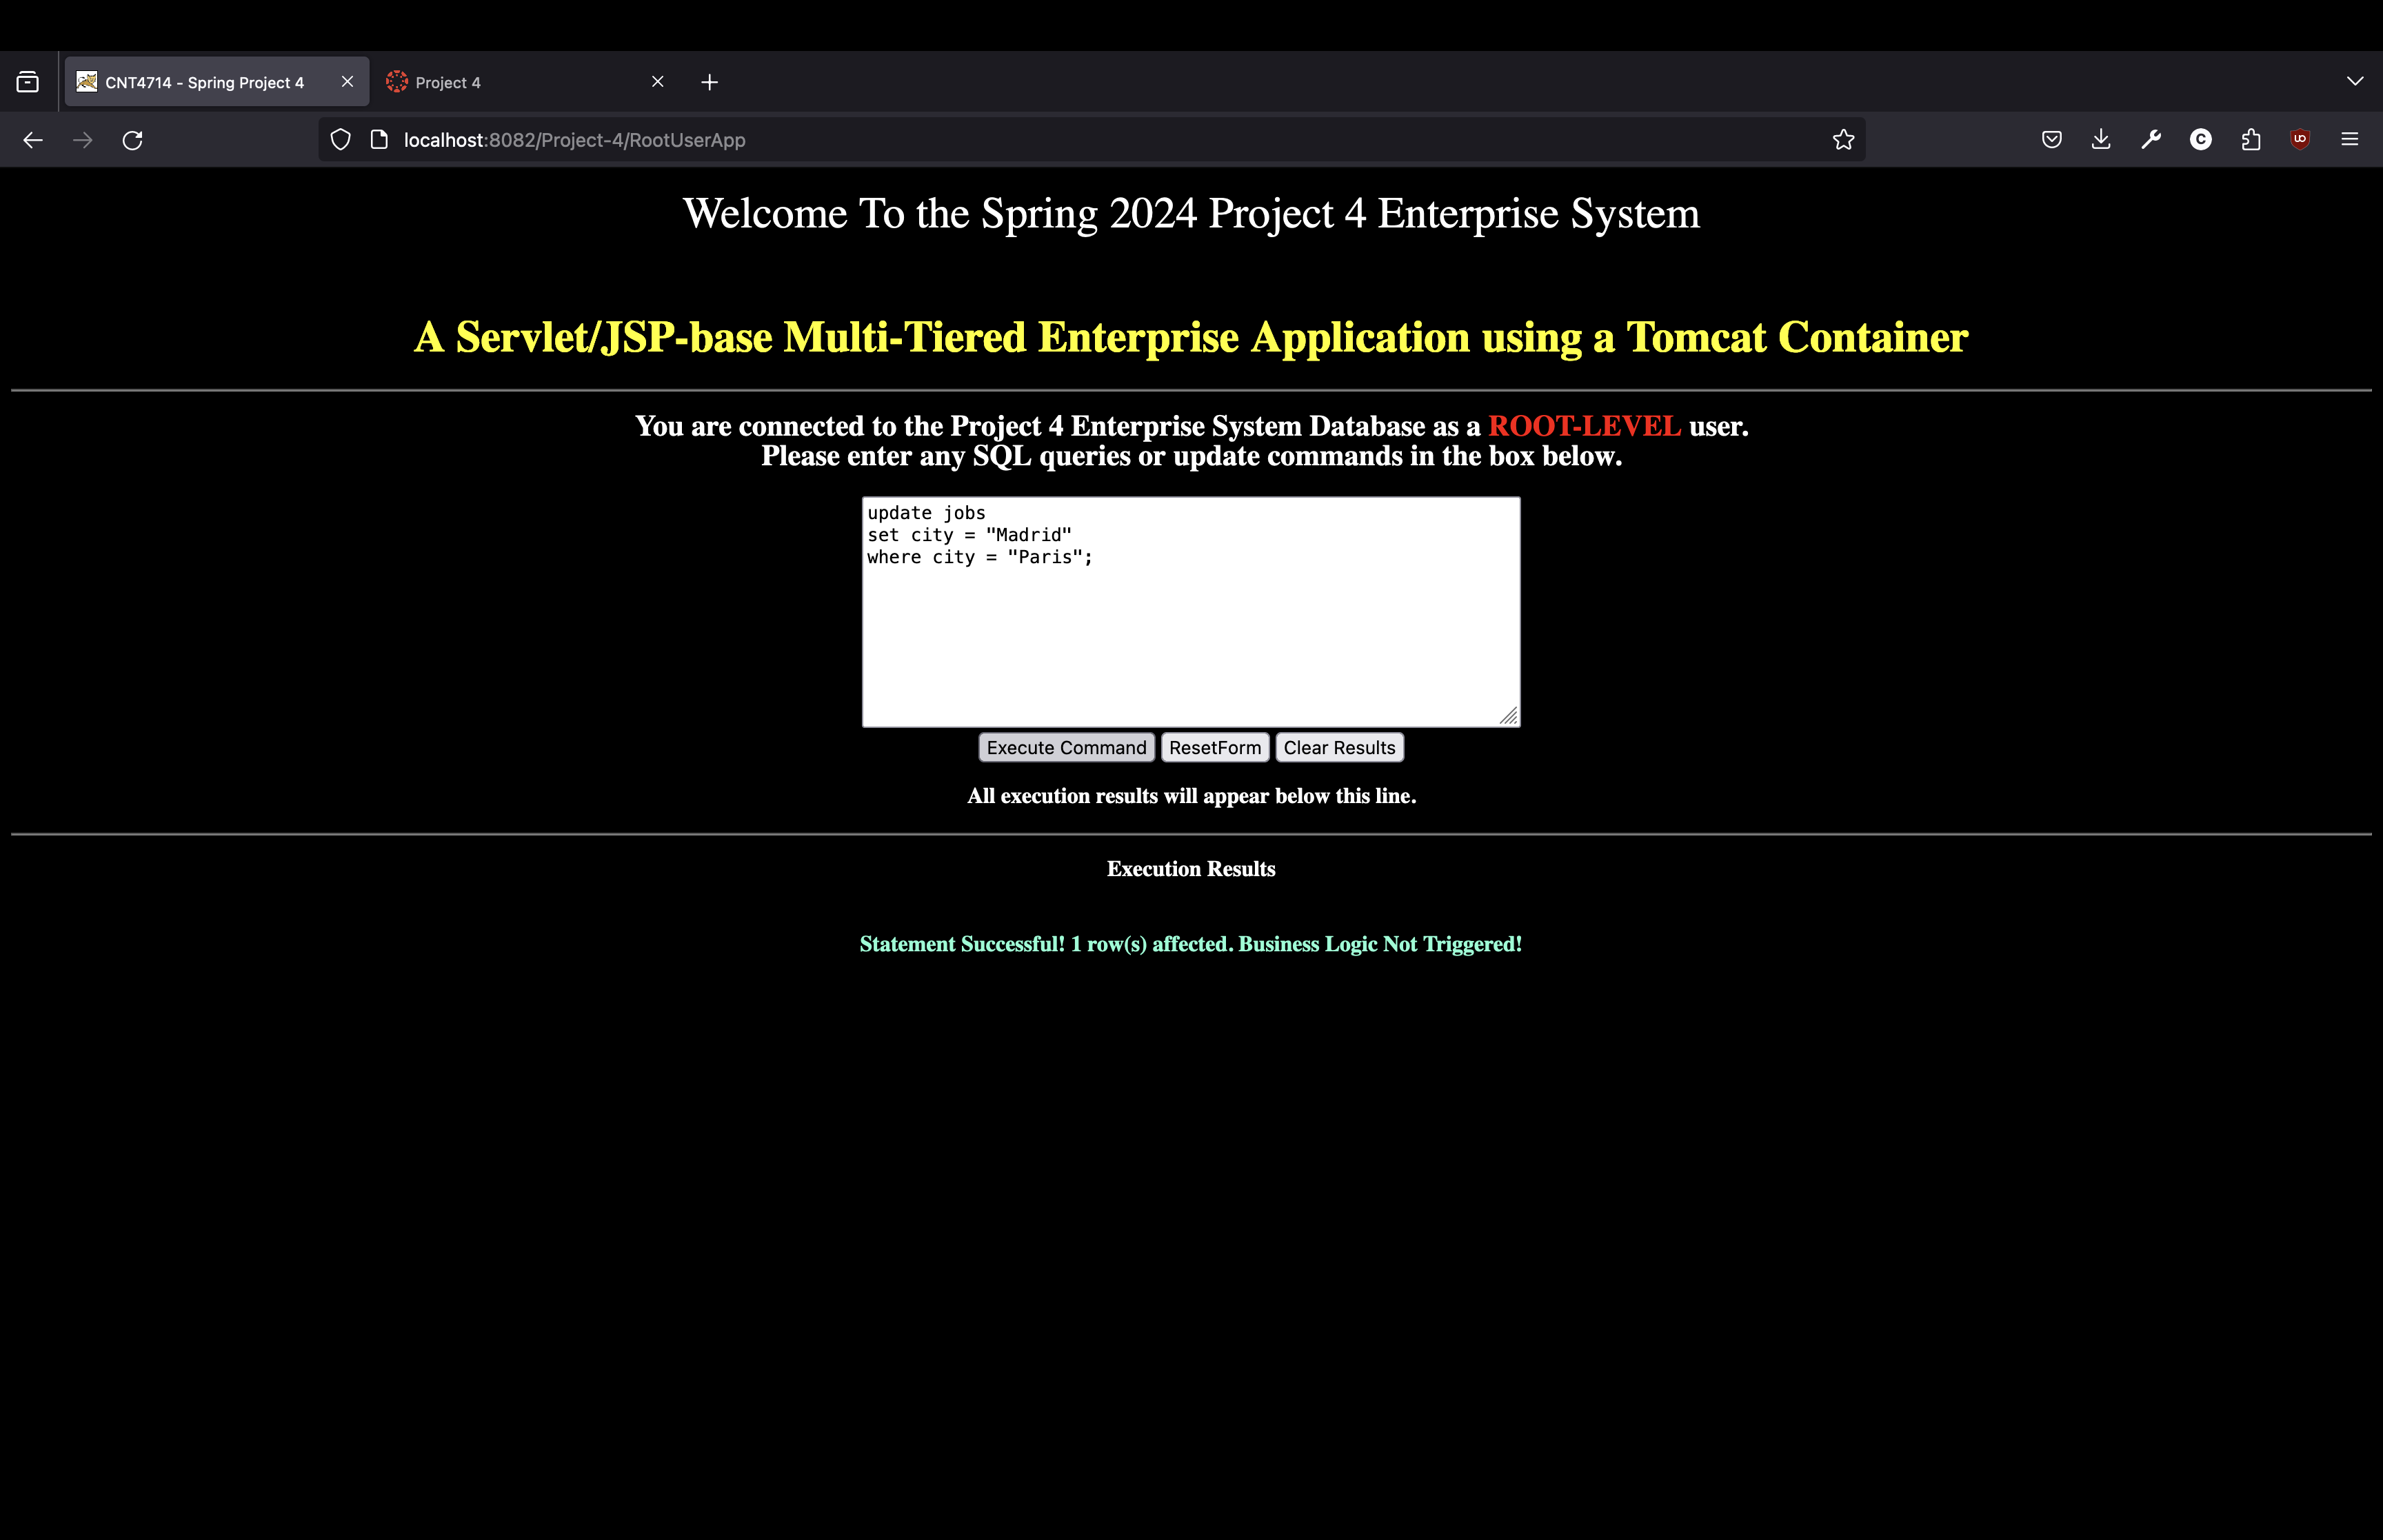 CNT4714 - Spring Project 4
Project 4
localhost:8082/Project-4/RootUserApp
Welcome To the Spring 2024 Project 4 Enterprise System
A Servlet/JSP-base Multi-Tiered Enterprise Application using a Tomcat Container
You are connected to the Project 4 Enterprise System Database as a ROOT-LEVEL user.
Please enter any SQL queries or update commands in the box below.
update jobs
set city = "Madrid"
where city = "Paris";
Execute Command ResetForm Clear Results
All execution results will appear below this line.
Execution Results
Statement Successful! 1 row(s) affected. Business Logic Not Triggered!